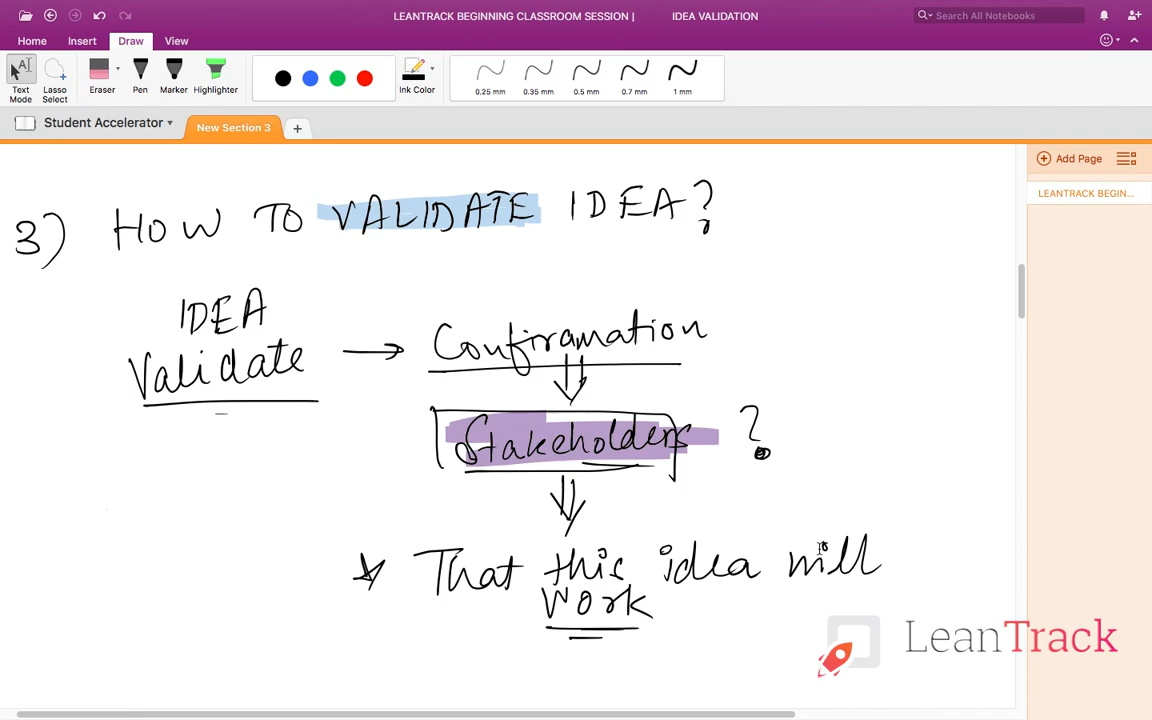 LEANTRACK BEGINNING CLASSROOM SESSION | IDEA VALIDATION
Search All Notebooks
Home Insert Draw View
Text Mode
Lasso Select
Eraser
Pen
Marker
Highlighter
Ink Color
0.25 mm 0.35 mm 0.5 mm 0.7 mm 1 mm
Student Accelerator
New Section 3
+
Add Page
LEANTRACK BEGIN...
3) HOW TO VALIDATE IDEA?
IDEA
Validate → Confiramation
Stakeholders ?
That this idea will
Work
LeanTrack